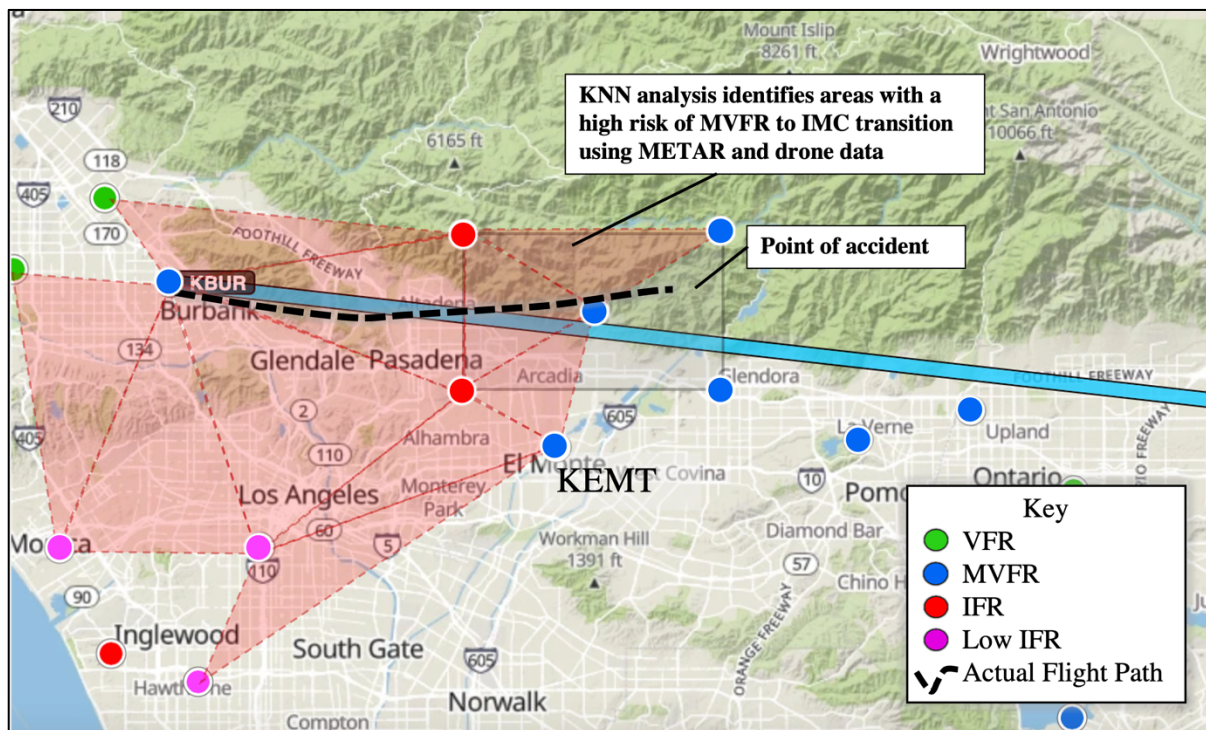 a
Mount Islip
8261 ft
Wrightwood
KNN analysis identifies areas with a
high risk of MVFR to IMC transition
using METAR and drone data
nt San Antonio
10066 ft
210
6165 ft
118
405
170
FOOTHILL FREEWAY
Point of accident
KBUR
Altadena
Burbank
134
Glendale
Pasadena
Arcadia
Glendora
FOOTHILL FREEWAY
2
605
405
Alhambra
La Verne
Upland
110
El Monte
West Covina
KEMT
10
Ontario
Pomo
Los Angeles
Monterey
Park
60
5
Diamond Bar
Workman Hill
1391 ft
57
Chino H
110
90
Inglewood
South Gate
605
ORANGE FREEWAY
Hawthorne
Norwalk
Compton
Key
VFR
MVFR
IFR
Low IFR
Actual Flight Path